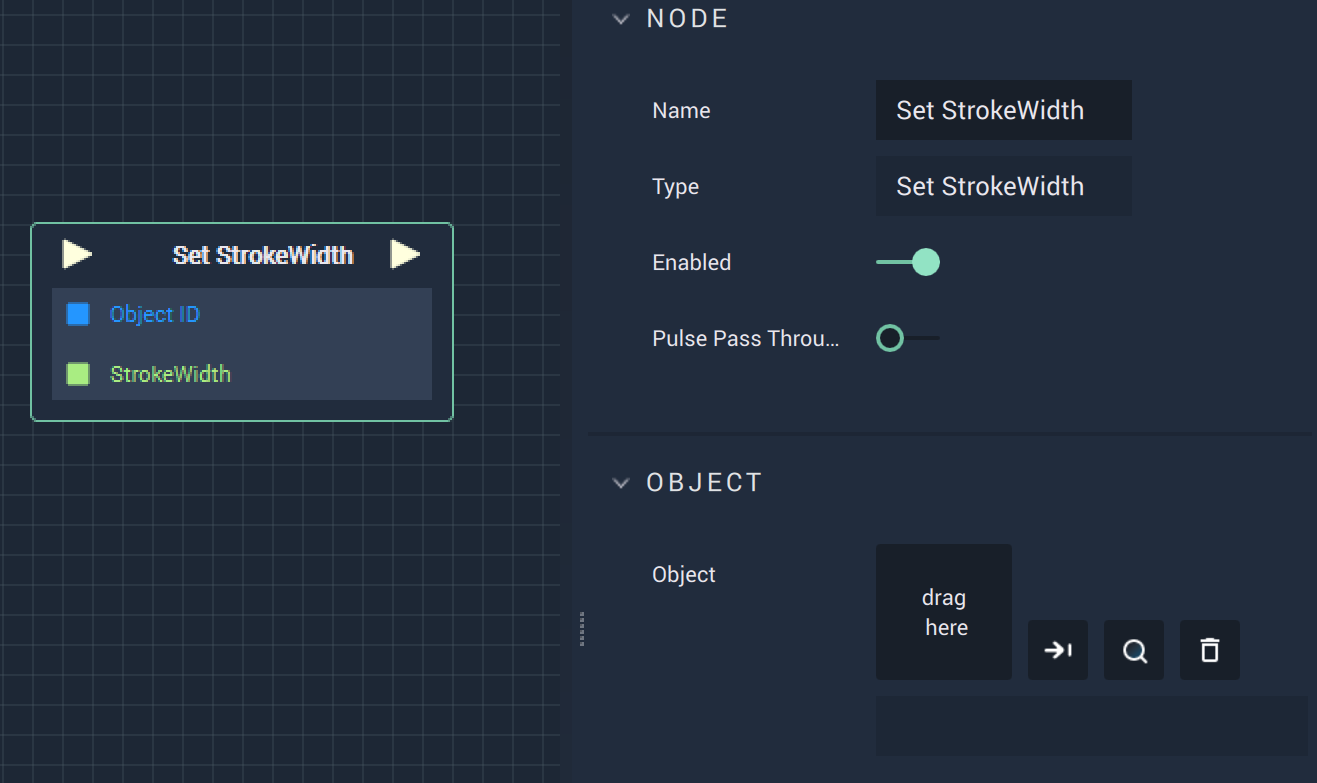 Set StrokeWidth
Object ID
StrokeWidth
NODE
Name
Set StrokeWidth
Type
Set StrokeWidth
Enabled
Pulse Pass Throu...
OBJECT
Object
drag
here